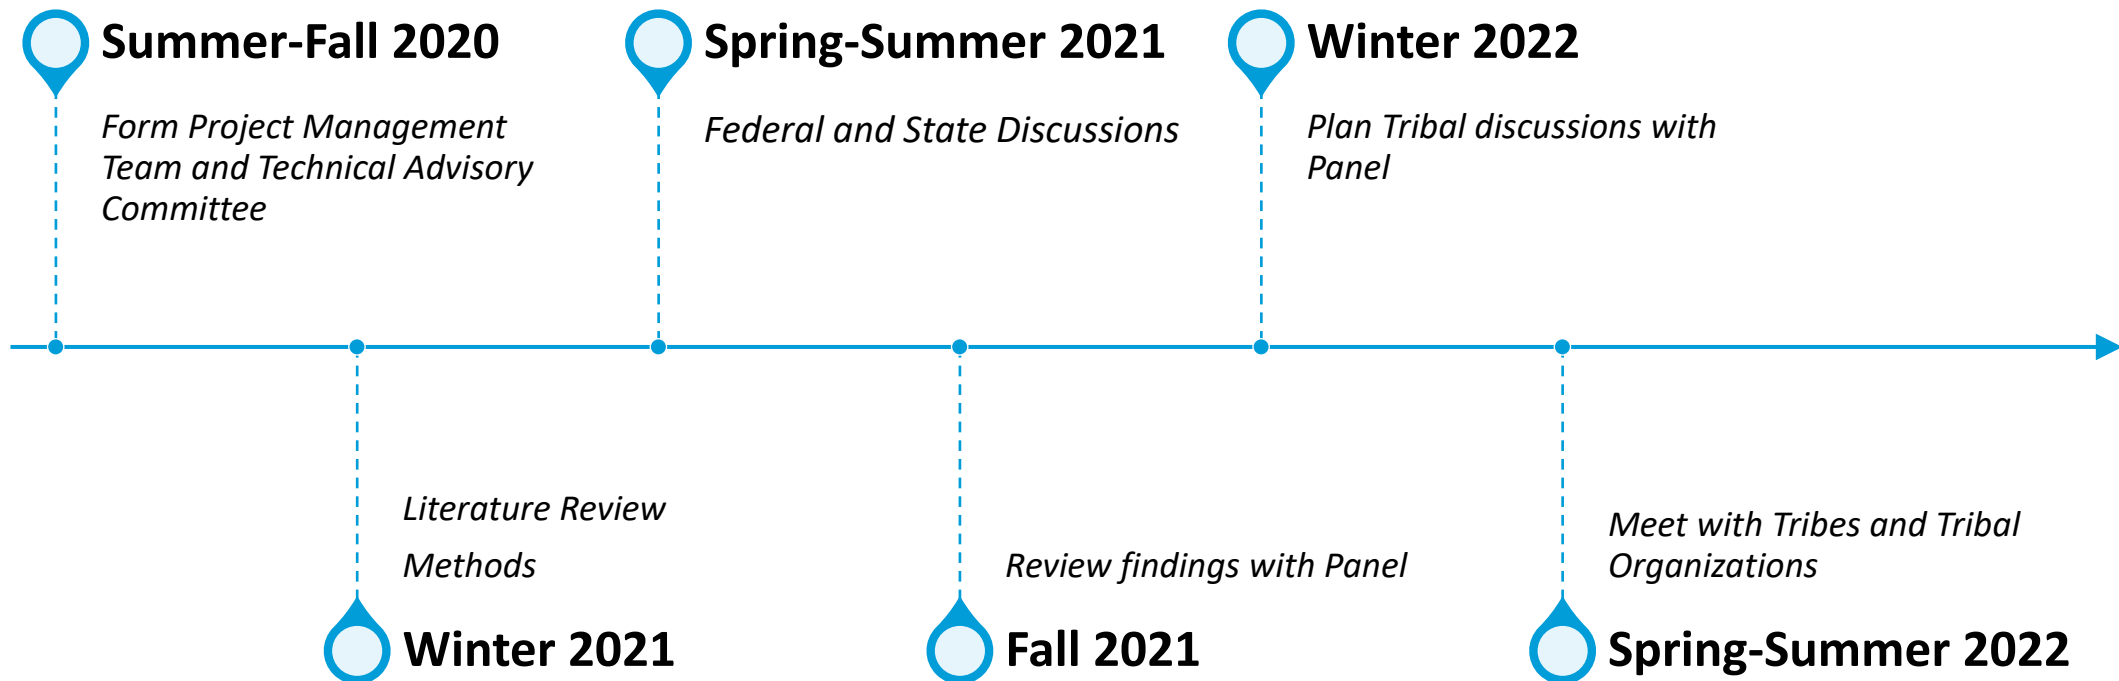 Summer-Fall 2020
Form Project Management
Team and Technical Advisory
Committee
Literature Review
Methods
Winter 2021
Spring-Summer 2021
Federal and State Discussions
Review findings with Panel
Fall 2021
Winter 2022
Plan Tribal discussions with
Panel
Meet with Tribes and Tribal
Organizations
Spring-Summer 2022